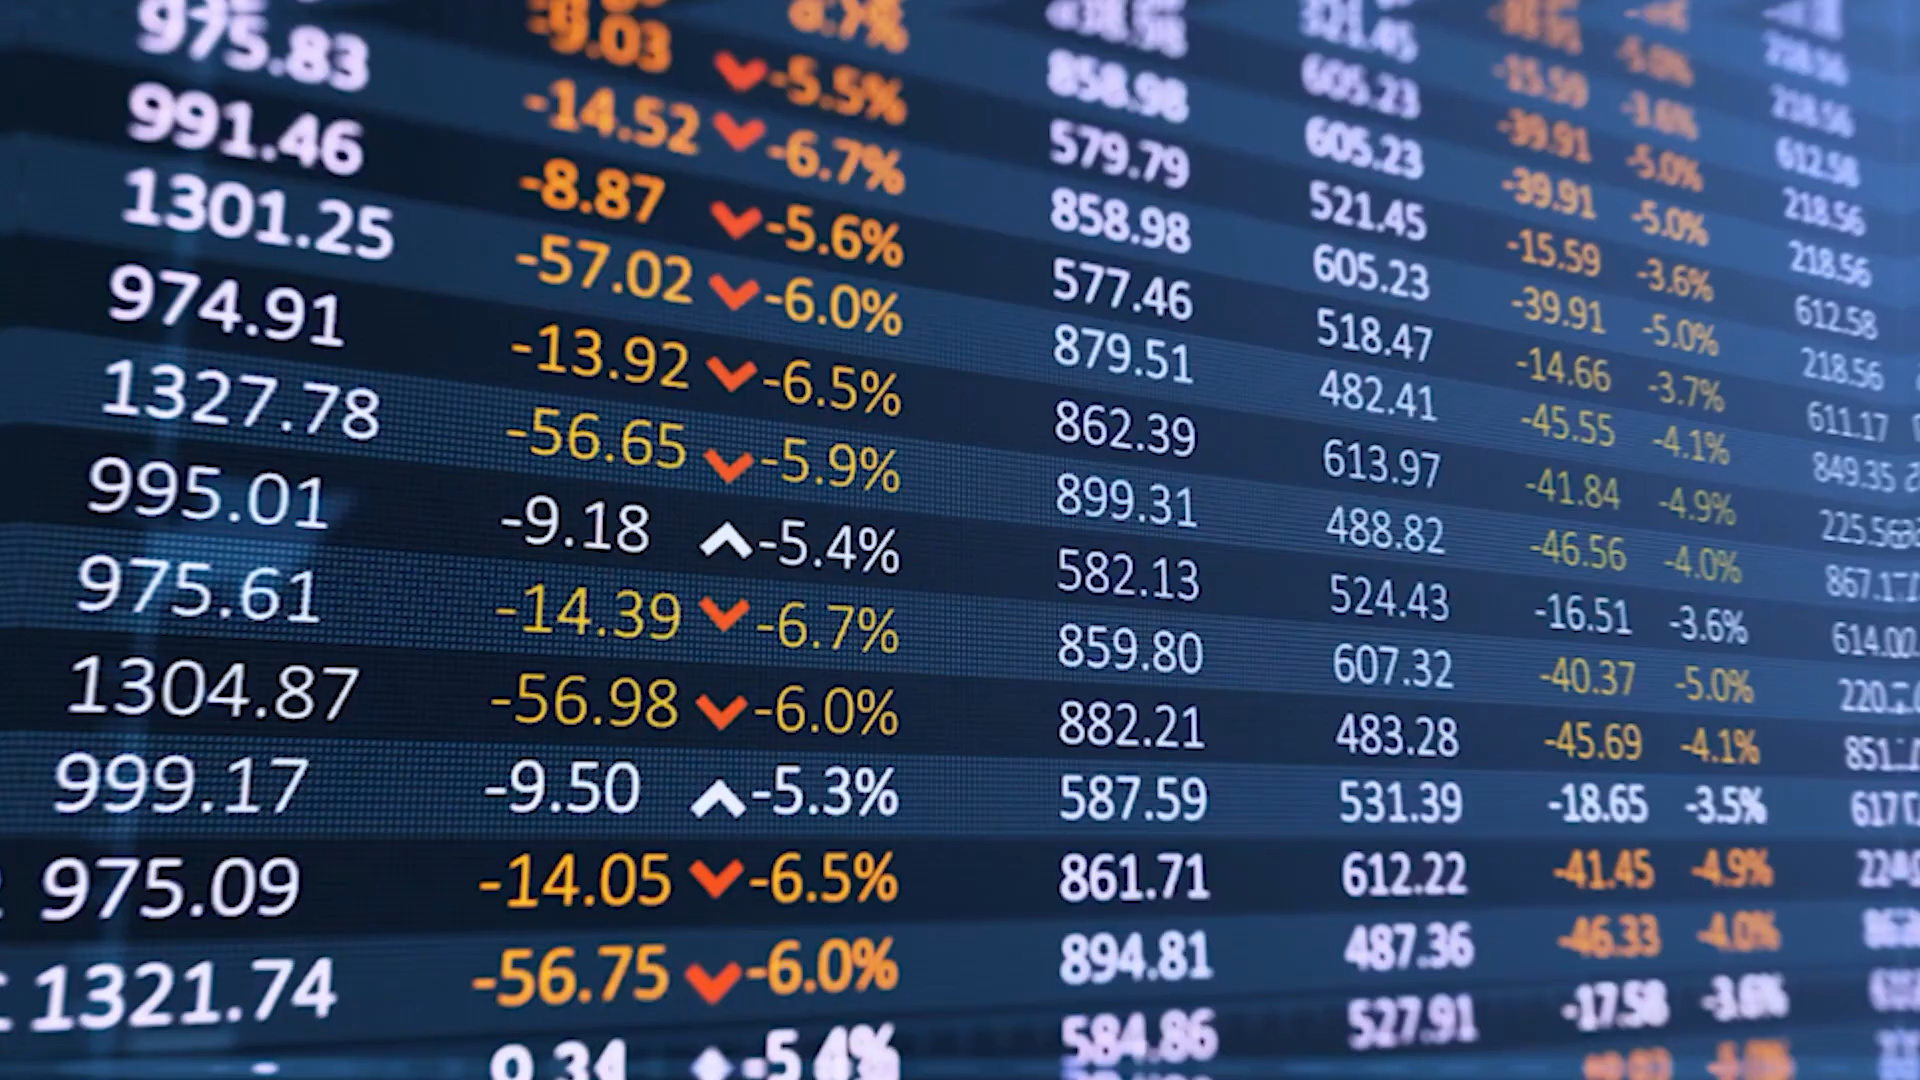 605.23 -39.91 -5.0% 218.56
858.98 605.23 -39.91 -5.0% 218.56
-9.03 -5.5% 579.79 521.45 -15.59 -3.6% 612.58
975.83 -14.52 -6.7% 858.98 605.23 -39.91 -5.0% 218.56
991.46 -8.87 -5.6% 577.46 518.47 -14.66 -3.7% 611.17
1301.25 -57.02 -6.0% 879.51 482.41 -45.55 -4.1% 849.35
974.91 -13.92 -6.5% 862.39 613.97 -41.84 -4.9%
1327.78 -56.65 -5.9% 899.31 488.82 -46.56 -4.0%
995.01 -9.18 -5.4% 582.13 524.43 -16.51 -3.6%
975.61 -14.39 -6.7% 859.80 607.32 -40.37 -5.0%
1304.87 -56.98 -6.0% 882.21 483.28 -45.69 -4.1%
999.17 -9.50 -5.3% 587.59 531.39 -18.65 -3.5%
975.09 -14.05 -6.5% 861.71 612.22 -41.45 -4.9%
1321.74 -56.75 -6.0% 894.81 487.36 -46.33 -4.0%
-5.4% 584.86 527.91 -17.58 -3.6%